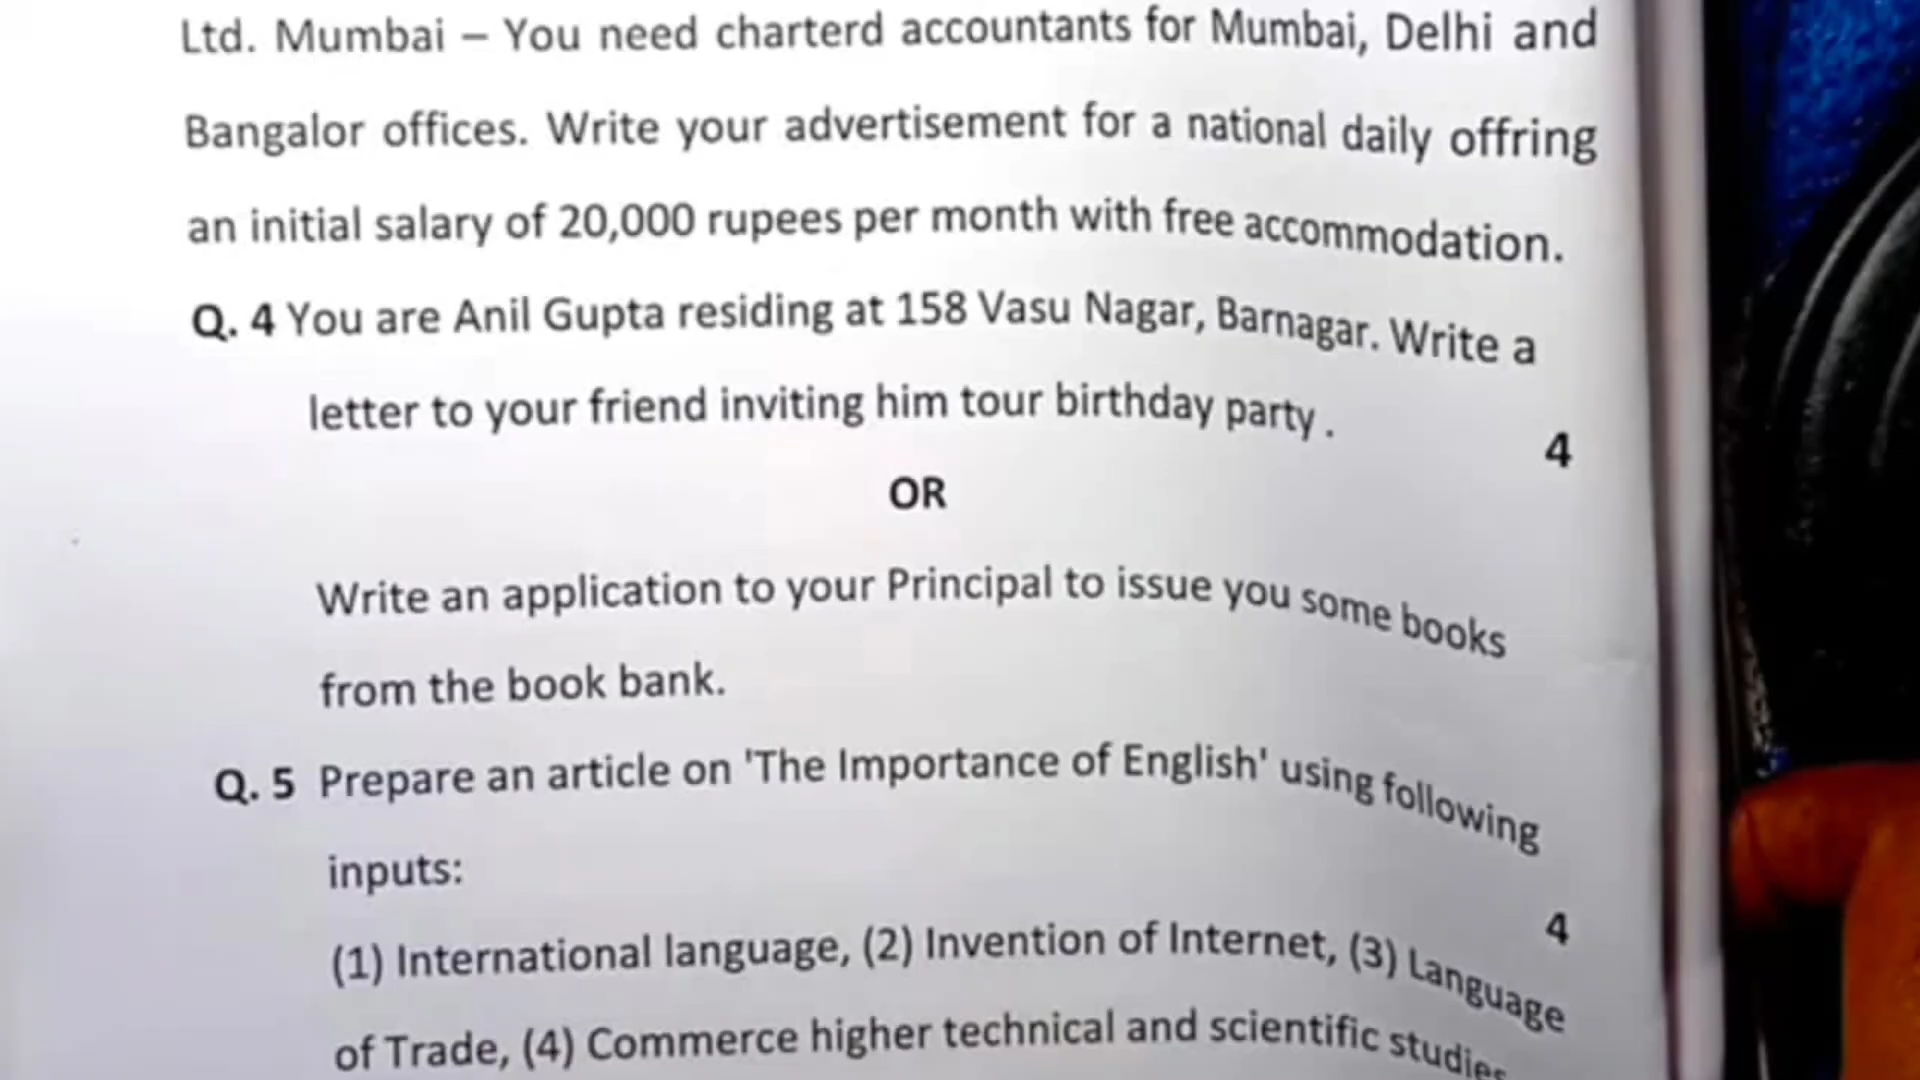 Ltd. Mumbai – You need charterd accountants for Mumbai, Delhi and
Bangalor offices. Write your advertisement for a national daily offring
an initial salary of 20,000 rupees per month with free accommodation.
Q. 4 You are Anil Gupta residing at 158 Vasu Nagar, Barnagar. Write a
letter to your friend inviting him tour birthday party .
4
OR
Write an application to your Principal to issue you some books
from the book bank.
Q. 5 Prepare an article on 'The Importance of English' using following
inputs:
4
(1) International language, (2) Invention of Internet, (3) Language
of Trade, (4) Commerce higher technical and scientific studies